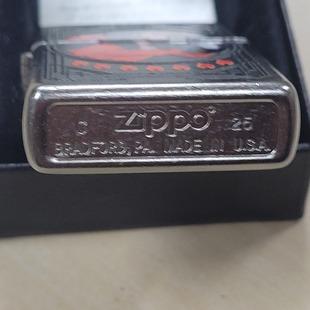 C Zippo 25
BRADFORD, PA. MADE IN U.S.A.